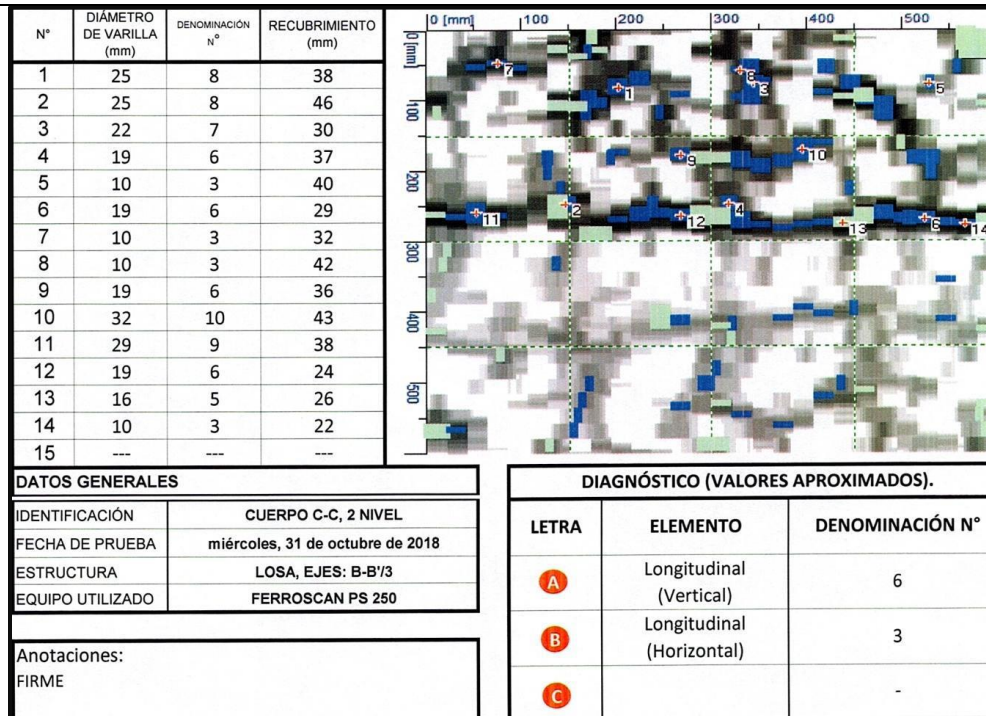 N° DIÁMETRO DE VARILLA (mm) DENOMINACIÓN N° RECUBRIMIENTO (mm)
1 25 8 38
2 25 8 46
3 22 7 30
4 19 6 37
5 10 3 40
6 19 6 29
7 10 3 32
8 10 3 42
9 19 6 36
10 32 10 43
11 29 9 38
12 19 6 24
13 16 5 26
14 10 3 22
15 --- --- ---
0 [mm] 100 200 300 400 500
0 [mm] 100 200 300 400 500
7 8 3 1 5
9 10
11 2 12 4 13 6 14
DATOS GENERALES
IDENTIFICACIÓN CUERPO C-C, 2 NIVEL
FECHA DE PRUEBA miércoles, 31 de octubre de 2018
ESTRUCTURA LOSA, EJES: B-B'/3
EQUIPO UTILIZADO FERROSCAN PS 250
Anotaciones:
FIRME
DIAGNÓSTICO (VALORES APROXIMADOS).
LETRA ELEMENTO DENOMINACIÓN N°
A Longitudinal (Vertical) 6
B Longitudinal (Horizontal) 3
C -